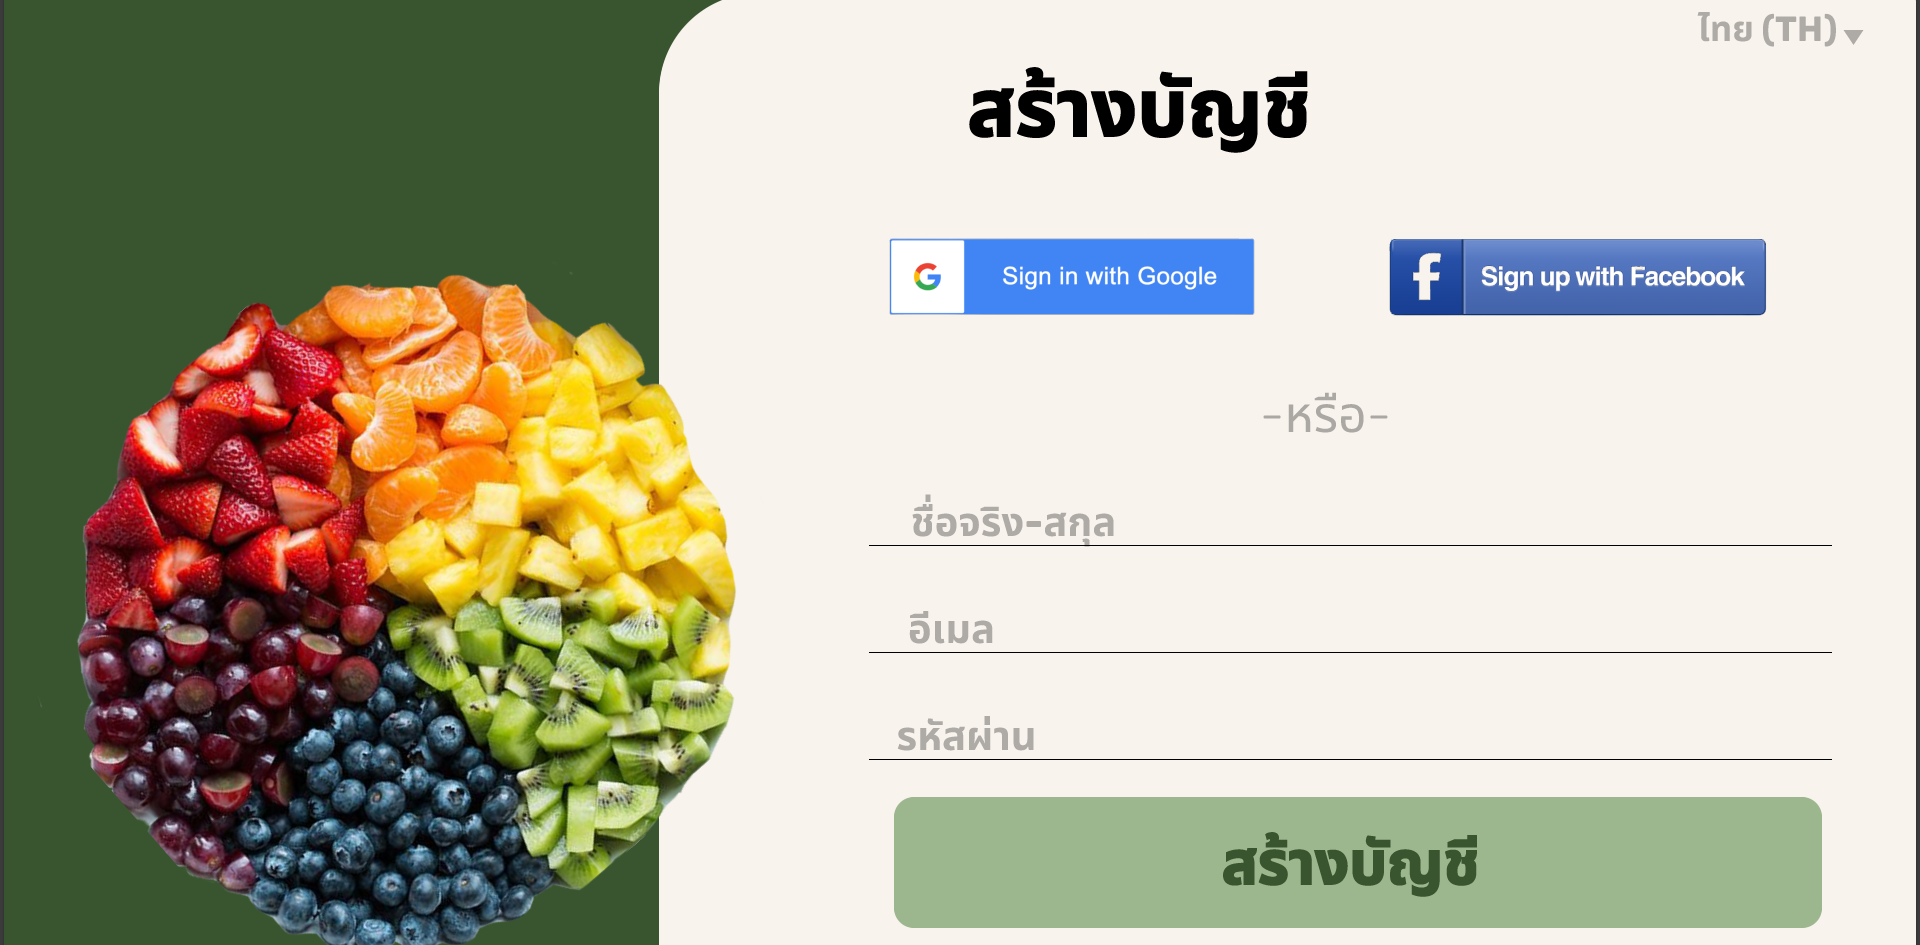 ไทย (TH)
สร้างบัญชี
Sign in with Google
Sign up with Facebook
-หรือ-
ชื่อจริง-สกุล
อีเมล
รหัสผ่าน
สร้างบัญชี